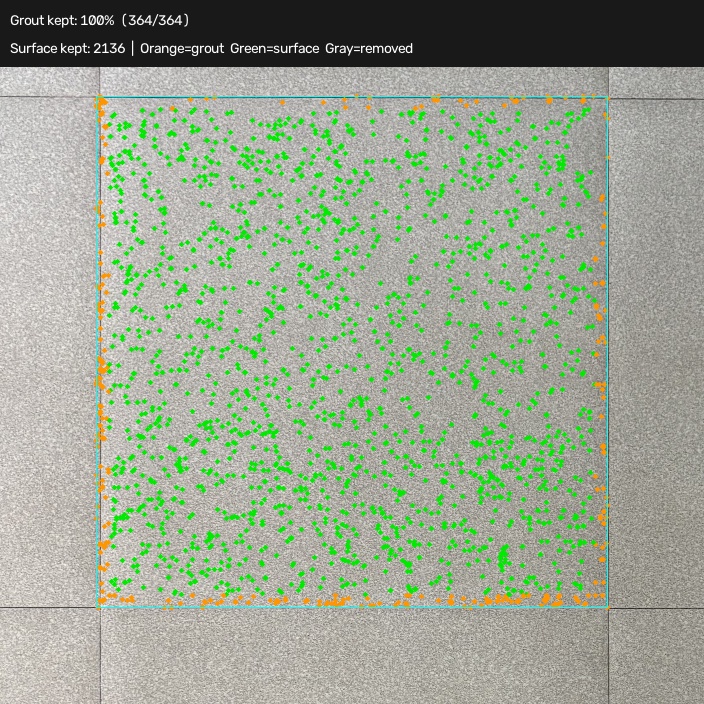 Grout kept: 100% (364/364)
Surface kept: 2136 | Orange=grout Green=surface Gray=removed